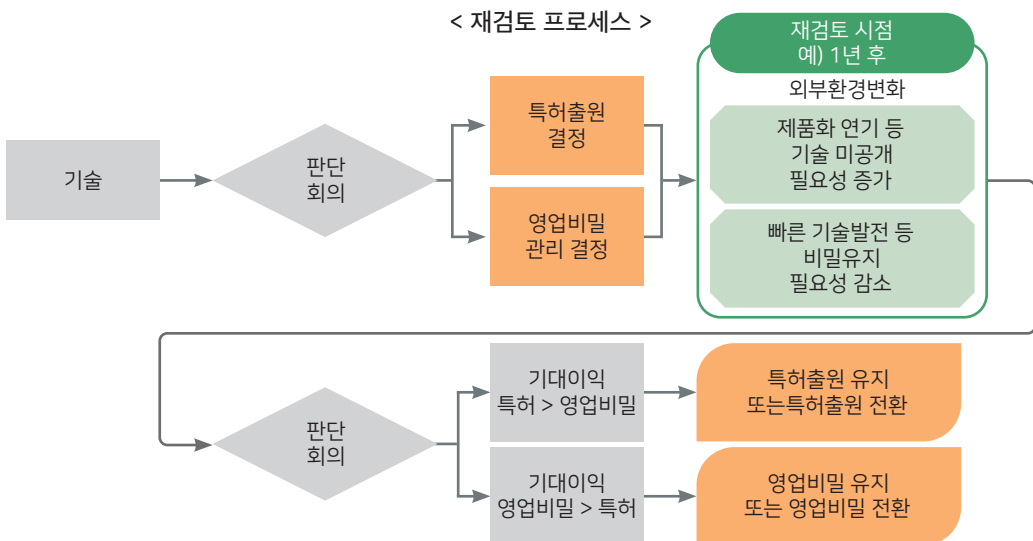 < 재검토 프로세스 >
기술
판단
회의
특허출원
결정
영업비밀
관리 결정
재검토 시점
예) 1년 후
외부환경변화
제품화 연기 등
기술 미공개
필요성 증가
빠른 기술발전 등
비밀유지
필요성 감소
판단
회의
기대이익
특허 > 영업비밀
특허출원 유지
또는특허출원 전환
기대이익
영업비밀 > 특허
영업비밀 유지
또는 영업비밀 전환